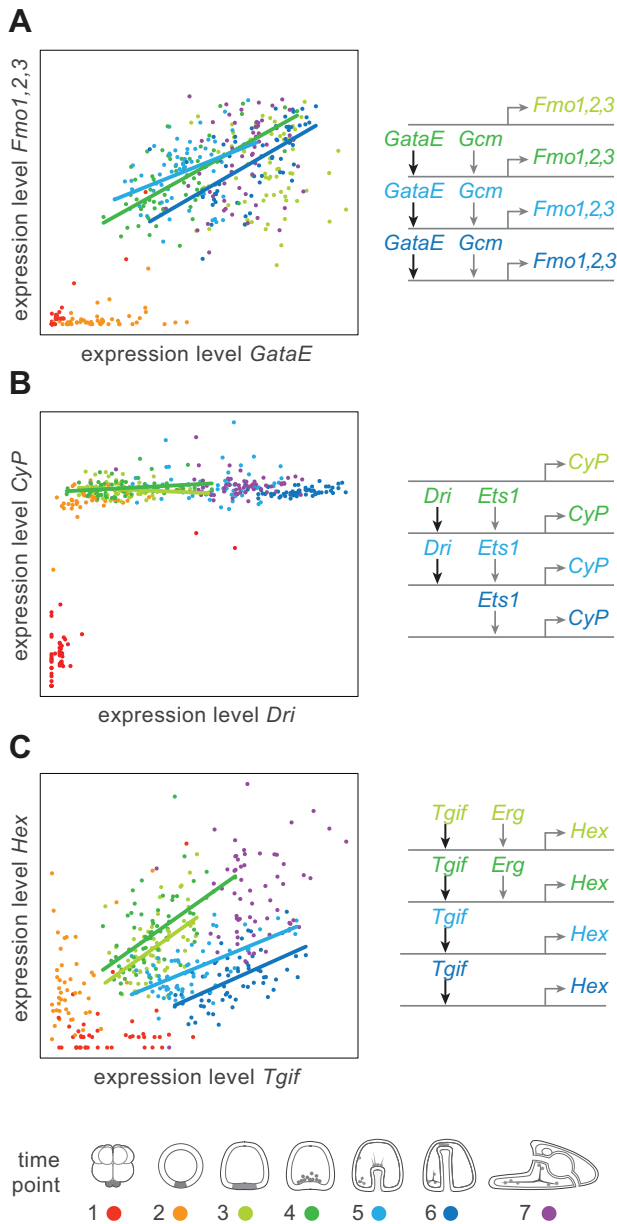 A
expression level Fmo1,2,3
expression level GataE
Fmo1,2,3
GataE Gcm
Fmo1,2,3
GataE Gcm
Fmo1,2,3
GataE Gcm
Fmo1,2,3
B
expression level CyP
expression level Dri
CyP
Dri Ets1
CyP
Dri Ets1
CyP
Ets1
CyP
C
expression level Hex
expression level Tgif
Tgif Erg
Hex
Tgif Erg
Hex
Tgif
Hex
Tgif
Hex
time
point
1 2 3 4 5 6 7